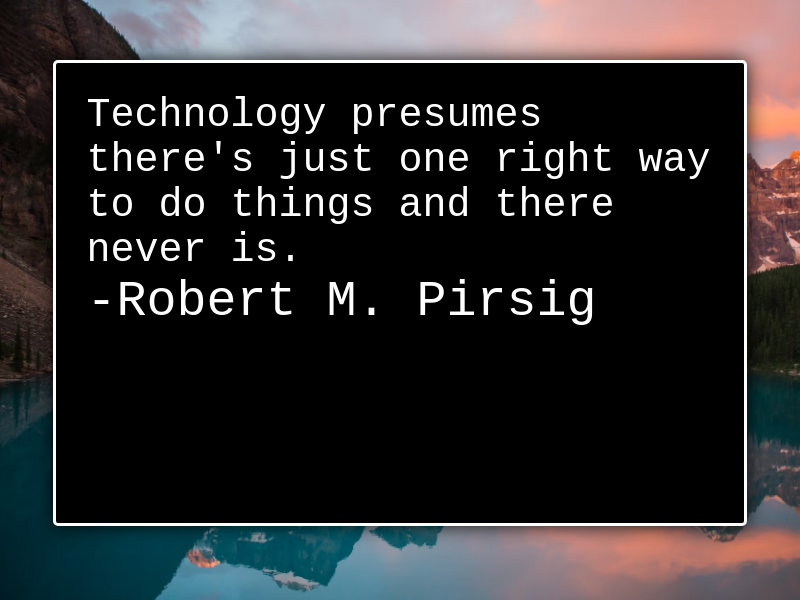 Technology presumes
there's just one right way
to do things and there
never is.
-Robert M. Pirsig